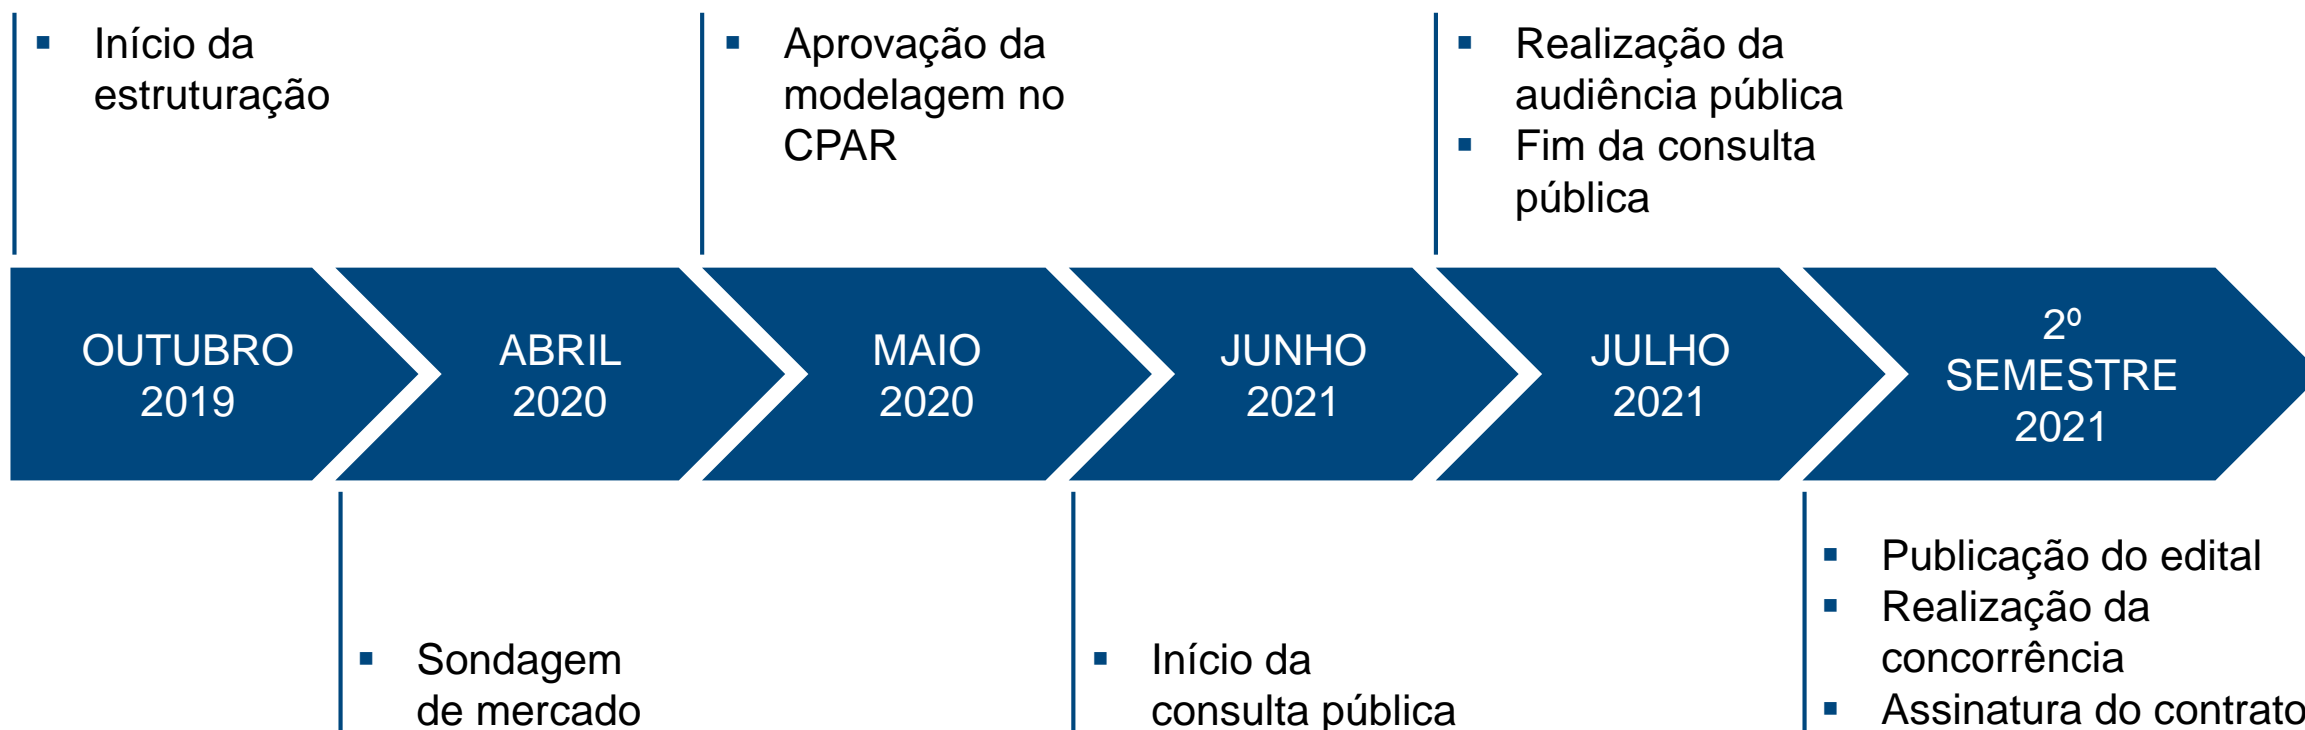 ▪ Início da
estruturação
▪ Aprovação da
modelagem no
CPAR
▪ Realização da
audiência pública
▪ Fim da consulta
pública
OUTUBRO
2019
ABRIL
2020
MAIO
2020
JUNHO
2021
JULHO
2021
2º
SEMESTRE
2021
▪ Sondagem
de mercado
▪ Início da
consulta pública
▪ Publicação do edital
▪ Realização da
concorrência
▪ Assinatura do contrato